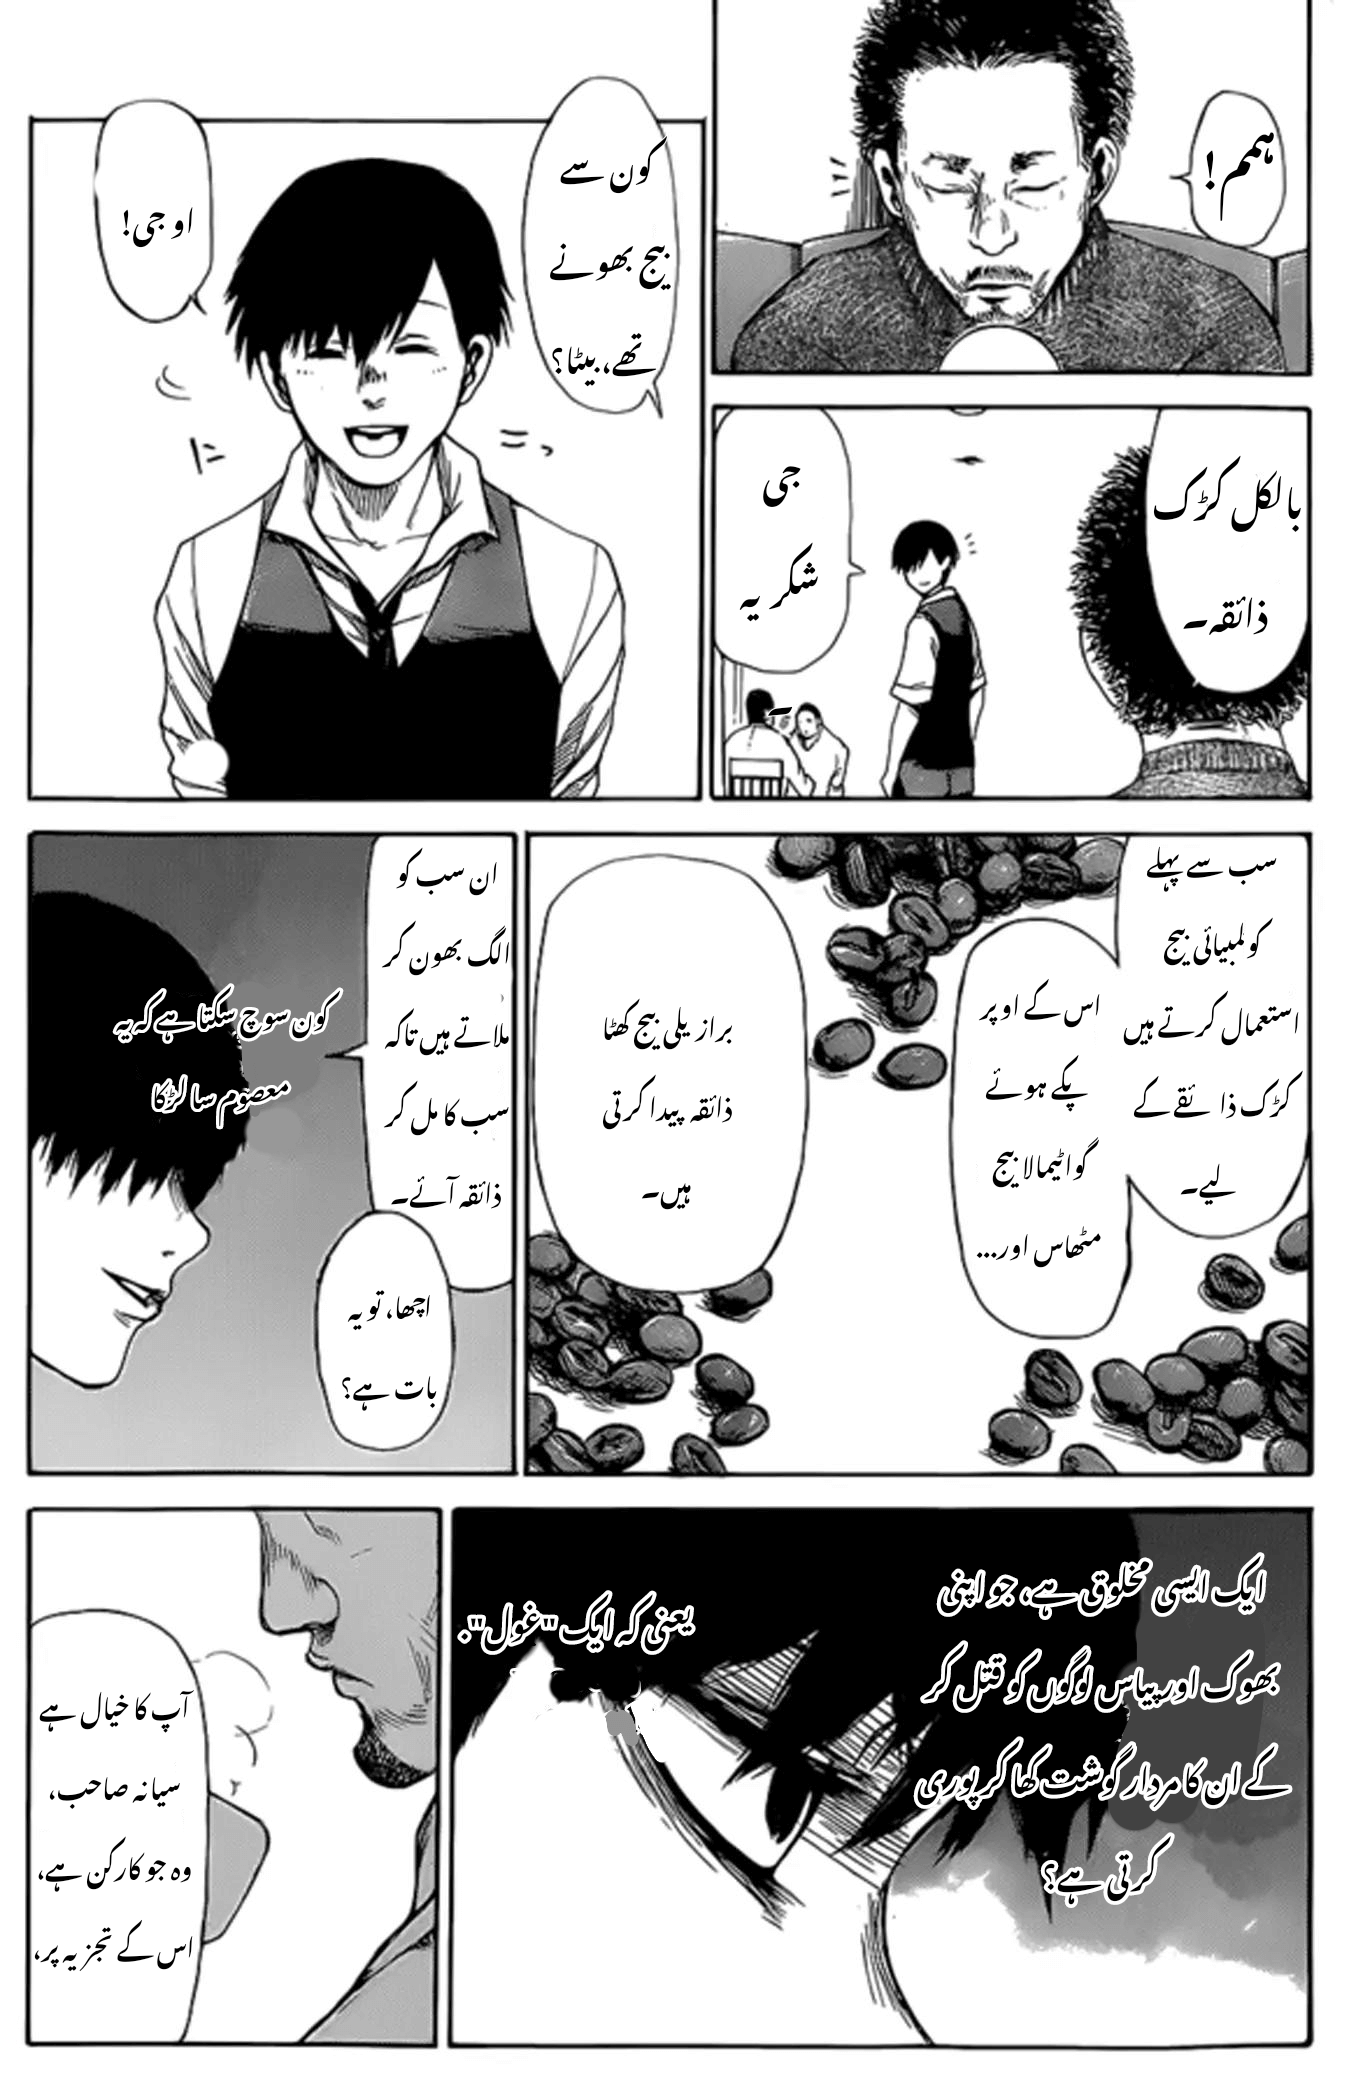 ہمم!
کون سے
بیج بھونے
تھے، بیٹا؟
او جی!
بالکل کڑک
ذائقہ۔
جی
شکریہ
۔
سب سے پہلے
کولمبیائی بیج
استعمال کرتے ہیں
کڑک ذائقے کے
لیے۔
اس کے اوپر
پکے ہوئے
گواٹیمالا بیج
مٹھاس اور...
برازیلی بیج کھٹا
ذائقہ پیدا کرتی
ہیں۔
ان سب کو
الگ بھون کر
ملاتے ہیں تاکہ
سب کا مل کر
ذائقہ آئے۔
کون سوچ سکتا ہے کہ یہ
معصوم سا لڑکا
اچھا، تو یہ
بات ہے؟
ایک ایسی مخلوق ہے، جو اپنی
بھوک اور پیاس لوگوں کو قتل کر
کے ان کا مردار گوشت کھا کر پوری
کرتی ہے؟
یعنی کہ ایک "غول".
آپ کا خیال ہے
سیانہ صاحب،
وہ جو کارکن ہے،
اس کے تجزیہ پر،
ニコッ